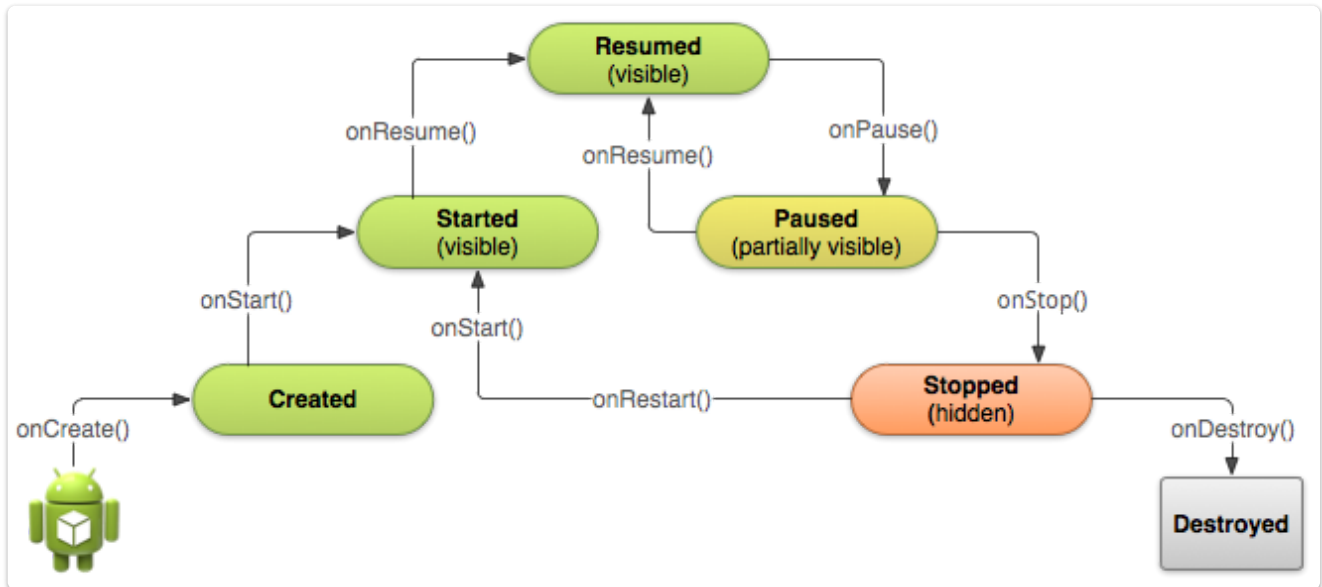 Resumed
(visible)
onResume()
onPause()
onResume()
Started
(visible)
Paused
(partially visible)
onStart()
onStop()
onStart()
Created
onRestart()
Stopped
(hidden)
onCreate()
onDestroy()
Destroyed